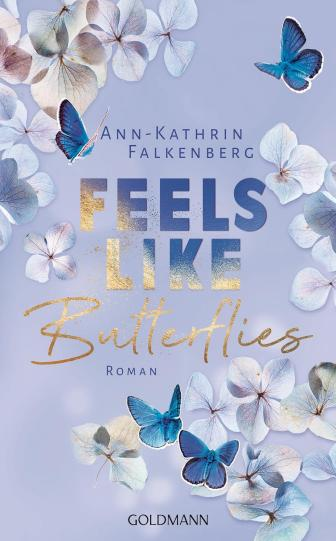 ANN-KATHRIN
FALKENBERG
FEELS
LIKE
Butterflies
ROMAN
GOLDMANN